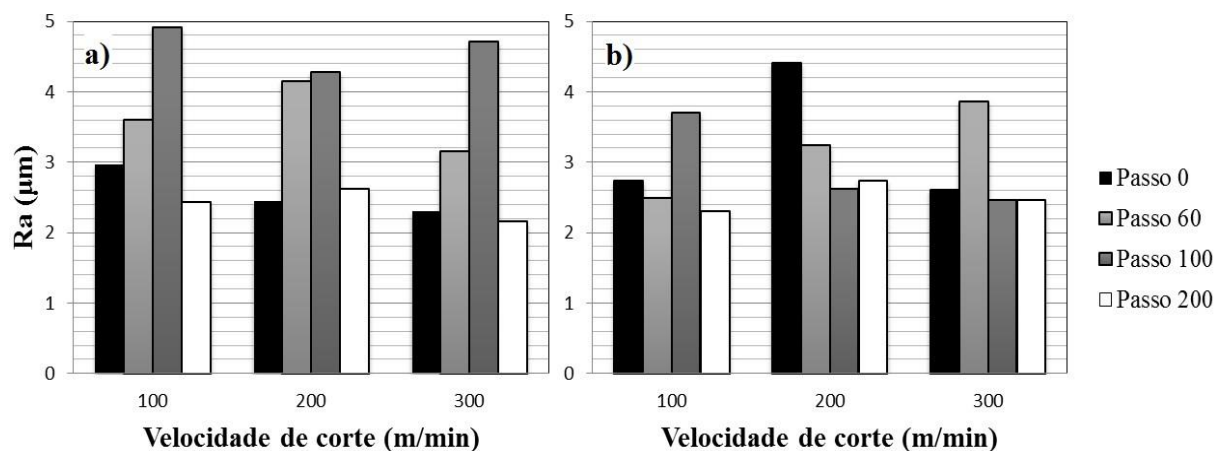 a)
Ra (µm)
5
4
3
2
1
0
100 200 300
Velocidade de corte (m/min)
b)
5
4
3
2
1
0
100 200 300
Velocidade de corte (m/min)
Passo 0
Passo 60
Passo 100
Passo 200